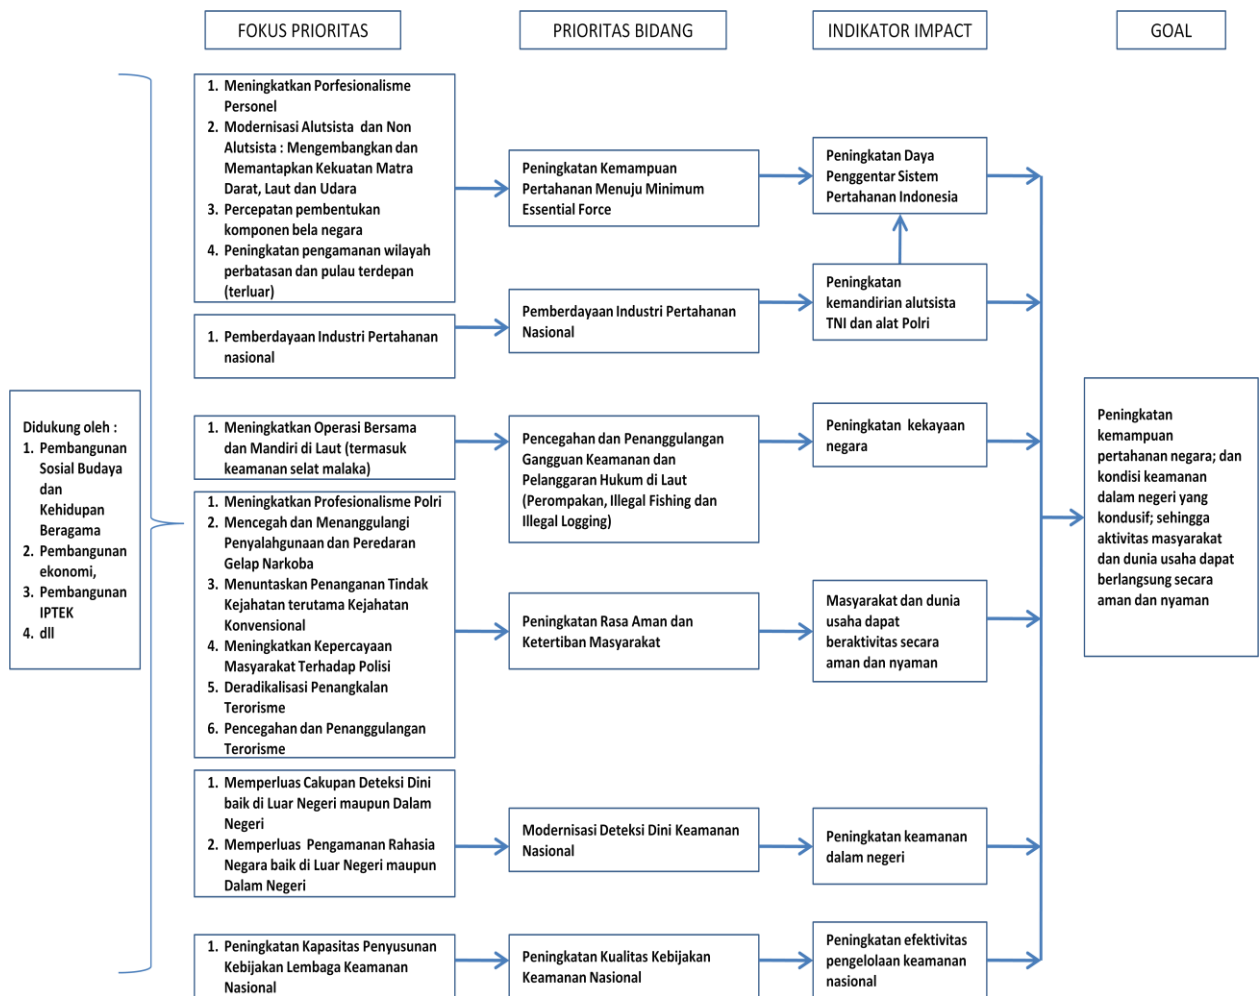 FOKUS PRIORITAS
PRIORITAS BIDANG
INDIKATOR IMPACT
GOAL
Didukung oleh :
1. Pembangunan
Sosial Budaya
dan
Kehidupan
Beragama
2. Pembangunan
ekonomi,
3. Pembangunan
IPTEK
4. dll
1. Meningkatkan Porfesionalisme
Personel
2. Modernisasi Alutsista dan Non
Alutsista : Mengembangkan dan
Memantapkan Kekuatan Matra
Darat, Laut dan Udara
3. Percepatan pembentukan
komponen bela negara
4. Peningkatan pengamanan wilayah
perbatasan dan pulau terdepan
(terluar)
Peningkatan Kemampuan
Pertahanan Menuju Minimum
Essential Force
Peningkatan Daya
Penggentar Sistem
Pertahanan Indonesia
1. Pemberdayaan Industri Pertahanan
nasional
Pemberdayaan Industri Pertahanan
Nasional
Peningkatan
kemandirian alutsista
TNI dan alat Polri
1. Meningkatkan Operasi Bersama
dan Mandiri di Laut (termasuk
keamanan selat malaka)
Pencegahan dan Penanggulangan
Gangguan Keamanan dan
Pelanggaran Hukum di Laut
(Perompakan, Illegal Fishing dan
Illegal Logging)
Peningkatan kekayaan
negara
1. Meningkatkan Profesionalisme Polri
2. Mencegah dan Menanggulangi
Penyalahgunaan dan Peredaran
Gelap Narkoba
3. Menuntaskan Penanganan Tindak
Kejahatan terutama Kejahatan
Konvensional
4. Meningkatkan Kepercayaan
Masyarakat Terhadap Polisi
5. Deradikalisasi Penangkalan
Terorisme
6. Pencegahan dan Penanggulangan
Terorisme
Peningkatan Rasa Aman dan
Ketertiban Masyarakat
Masyarakat dan dunia
usaha dapat
beraktivitas secara
aman dan nyaman
1. Memperluas Cakupan Deteksi Dini
baik di Luar Negeri maupun Dalam
Negeri
2. Memperluas Pengamanan Rahasia
Negara baik di Luar Negeri maupun
Dalam Negeri
Modernisasi Deteksi Dini Keamanan
Nasional
Peningkatan keamanan
dalam negeri
1. Peningkatan Kapasitas Penyusunan
Kebijakan Lembaga Keamanan
Nasional
Peningkatan Kualitas Kebijakan
Keamanan Nasional
Peningkatan efektivitas
pengelolaan keamanan
nasional
Peningkatan
kemampuan
pertahanan negara; dan
kondisi keamanan
dalam negeri yang
kondusif; sehingga
aktivitas masyarakat
dan dunia usaha dapat
berlangsung secara
aman dan nyaman